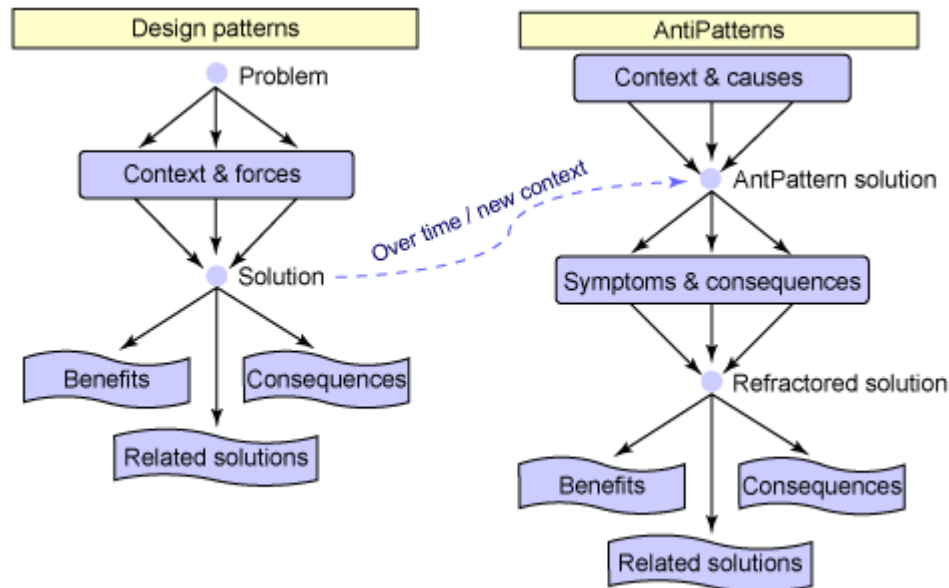 Design patterns
Problem
Context & forces
Solution
Benefits
Consequences
Related solutions
Over time / new context
AntiPatterns
Context & causes
AntPattern solution
Symptoms & consequences
Refractored solution
Benefits
Consequences
Related solutions